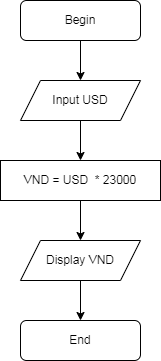 Begin
Input USD
VND = USD * 23000
Display VND
End